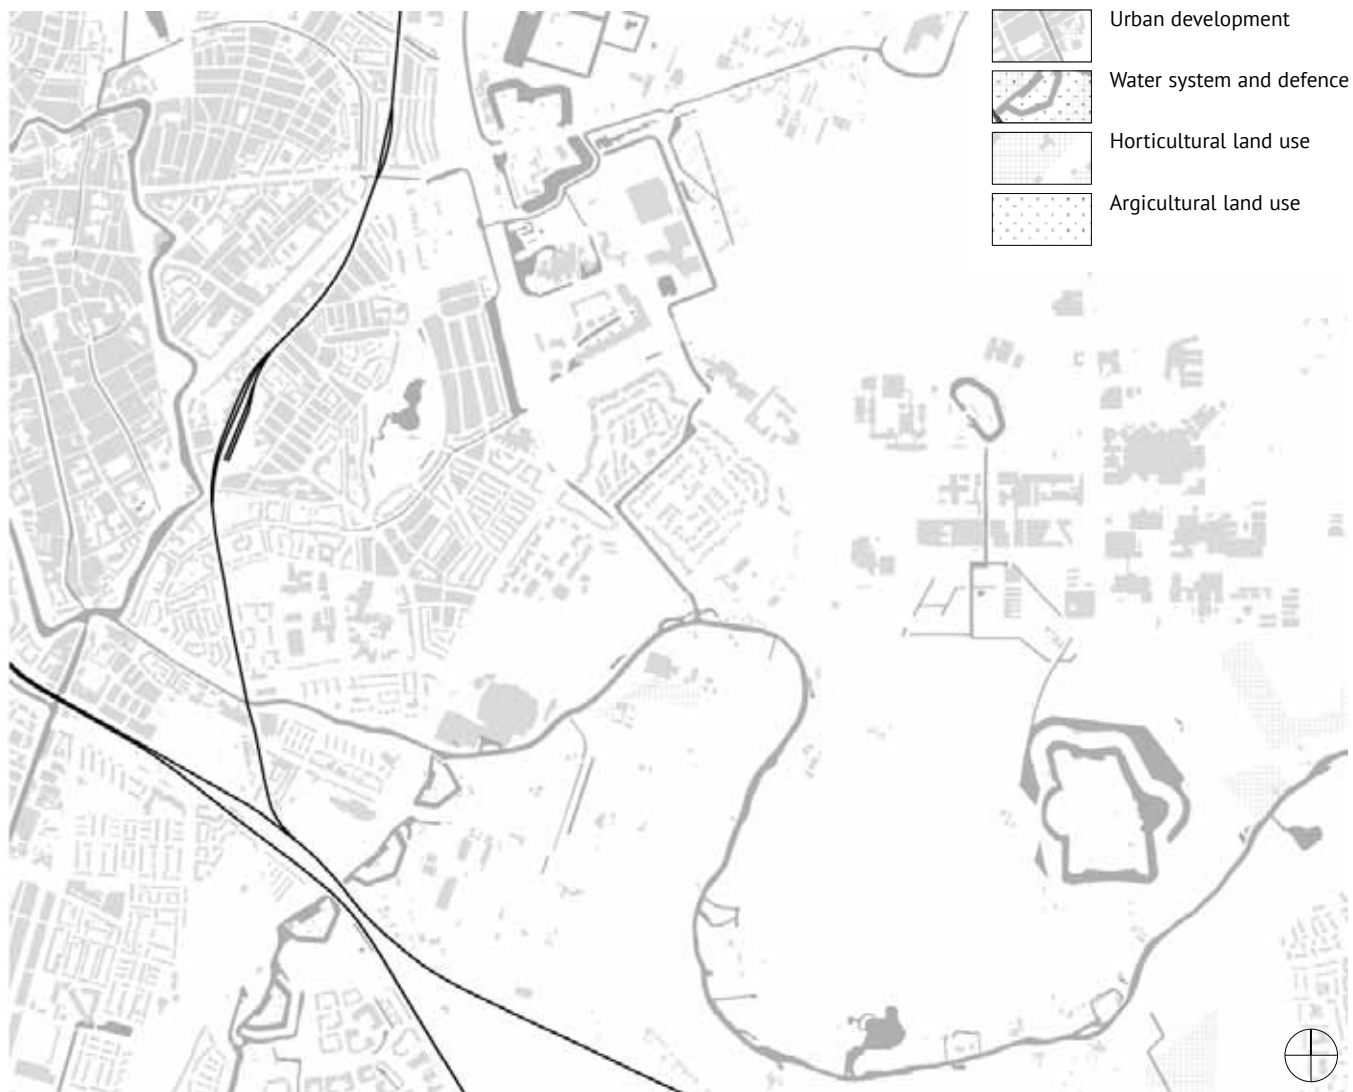 Urban development
Water system and defence
Horticultural land use
Argicultural land use